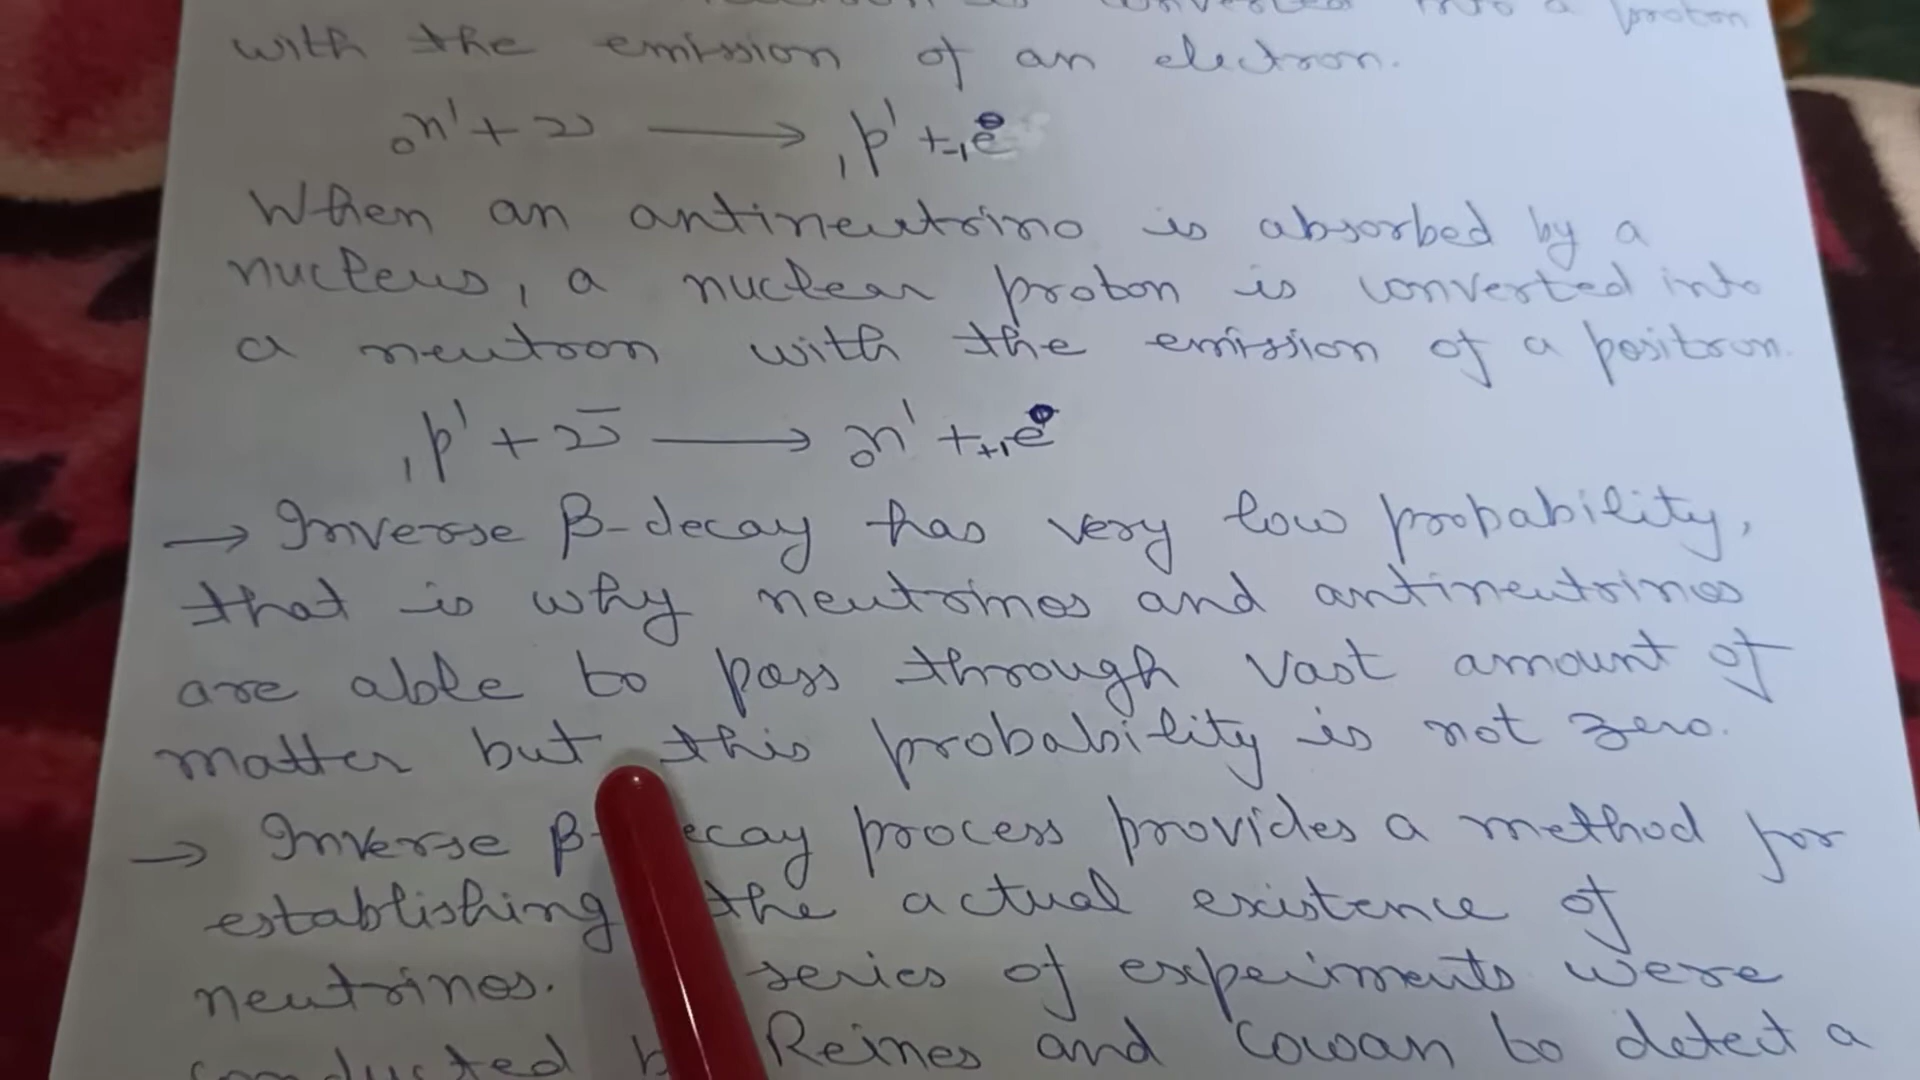 into a proton
with the emission of an electron.
₀n¹ + ν ⟶ ₁p¹ + ₋₁e⁰
When an antineutrino is absorbed by a
nucleus, a nuclear proton is converted into
a neutron with the emission of a positron.
₁p¹ + ν̄ ⟶ ₀n¹ + ₊₁e⁰
→ Inverse β-decay has very low probability,
that is why neutrinos and antineutrinos
are able to pass through vast amount of
matter but this probability is not zero.
→ Inverse β-ecay process provides a method for
establishing the actual existence of
neutrinos. series of experiments were
conducted b Reines and Cowan to detect a